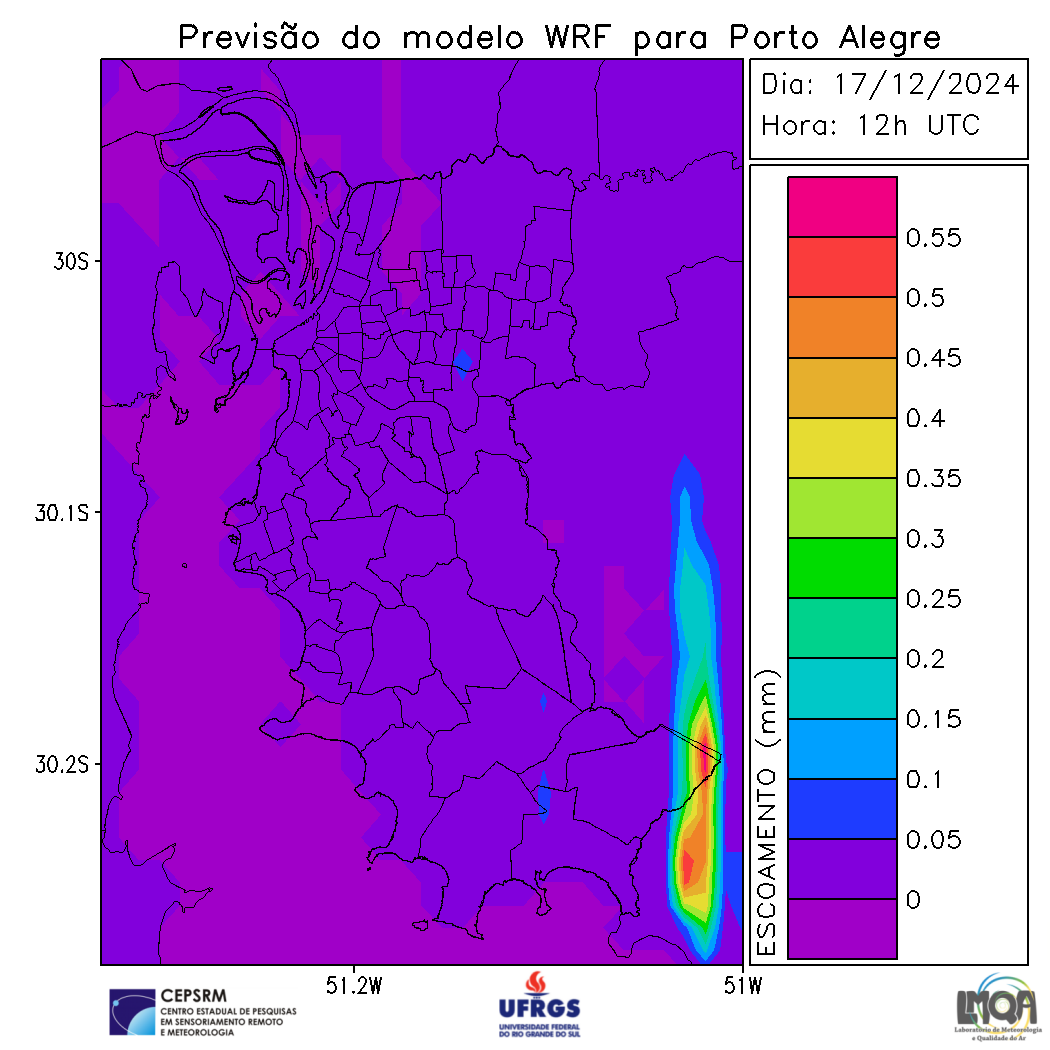 Previsão do modelo WRF para Porto Alegre
Dia: 17/12/2024
Hora: 12h UTC
30S
30.1S
30.2S
51.2W
51W
ESCOAMENTO (mm)
0.55
0.5
0.45
0.4
0.35
0.3
0.25
0.2
0.15
0.1
0.05
0
CEPSRM
CENTRO ESTADUAL DE PESQUISAS
EM SENSORIAMENTO REMOTO
E METEOROLOGIA
UFRGS
UNIVERSIDADE FEDERAL
DO RIO GRANDE DO SUL
LMQA
Laboratório de Meteorologia
e Qualidade do Ar